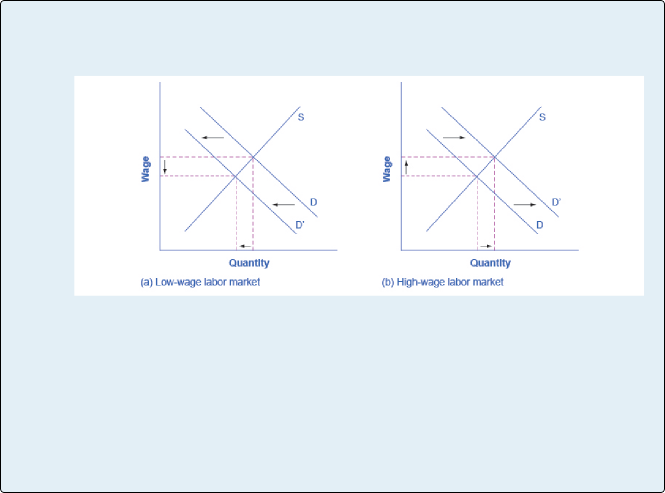 S
D
D'
Wage
Quantity
(a) Low-wage labor market
S
D'
D
Wage
Quantity
(b) High-wage labor market